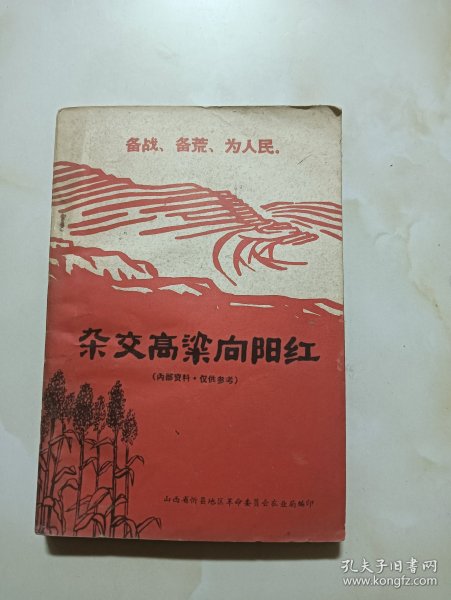 备战、备荒、为人民。
杂交高梁向阳红
(内部资料·仅供参考)
山西省忻县地区革命委员会农业局编印
孔夫子旧书网
www.kongfz.com